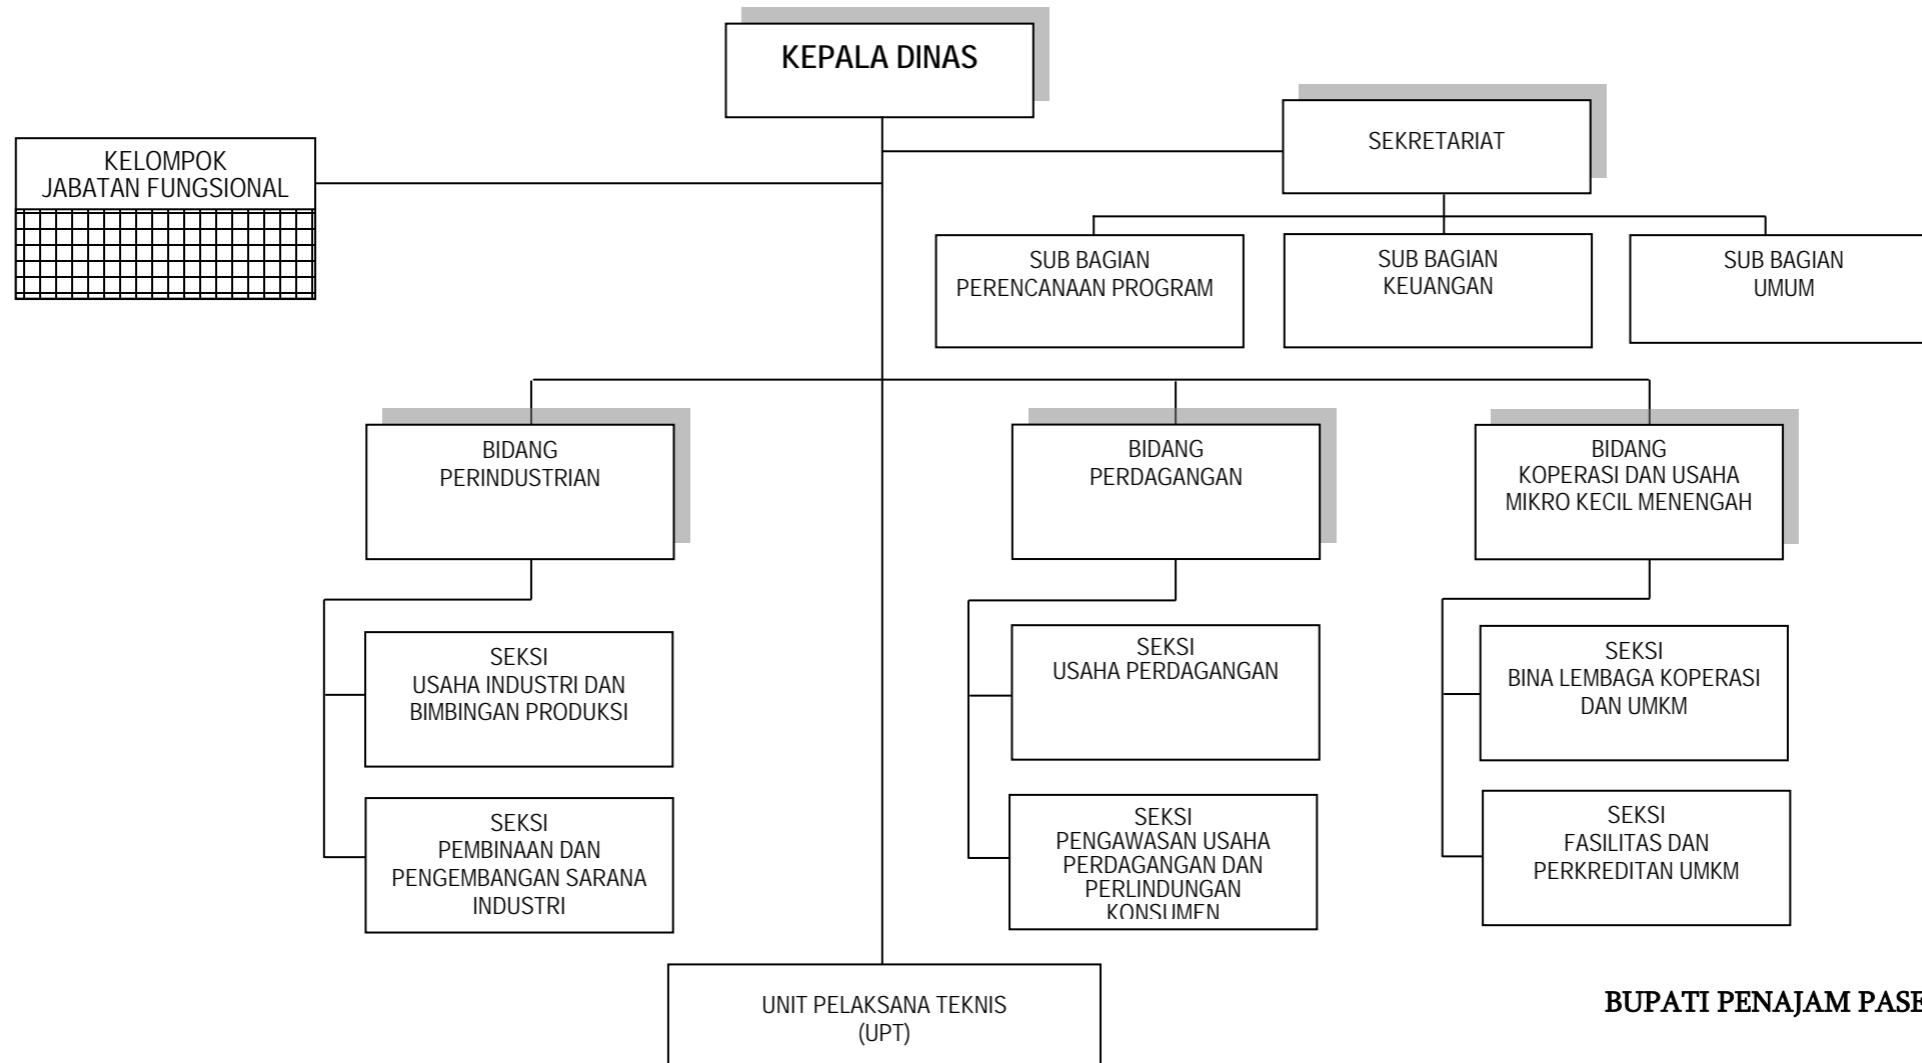 KEPALA DINAS
SEKRETARIAT
KELOMPOK
JABATAN FUNGSIONAL
SUB BAGIAN
PERENCANAAN PROGRAM
SUB BAGIAN
KEUANGAN
SUB BAGIAN
UMUM
BIDANG
PERINDUSTRIAN
BIDANG
PERDAGANGAN
BIDANG
KOPERASI DAN USAHA
MIKRO KECIL MENENGAH
SEKSI
USAHA INDUSTRI DAN
BIMBINGAN PRODUKSI
SEKSI
USAHA PERDAGANGAN
SEKSI
BINA LEMBAGA KOPERASI
DAN UMKM
SEKSI
PEMBINAAN DAN
PENGEMBANGAN SARANA
INDUSTRI
SEKSI
PENGAWASAN USAHA
PERDAGANGAN DAN
PERLINDUNGAN
KONSUMEN
SEKSI
FASILITAS DAN
PERKREDITAN UMKM
UNIT PELAKSANA TEKNIS
(UPT)
BUPATI PENAJAM PASE